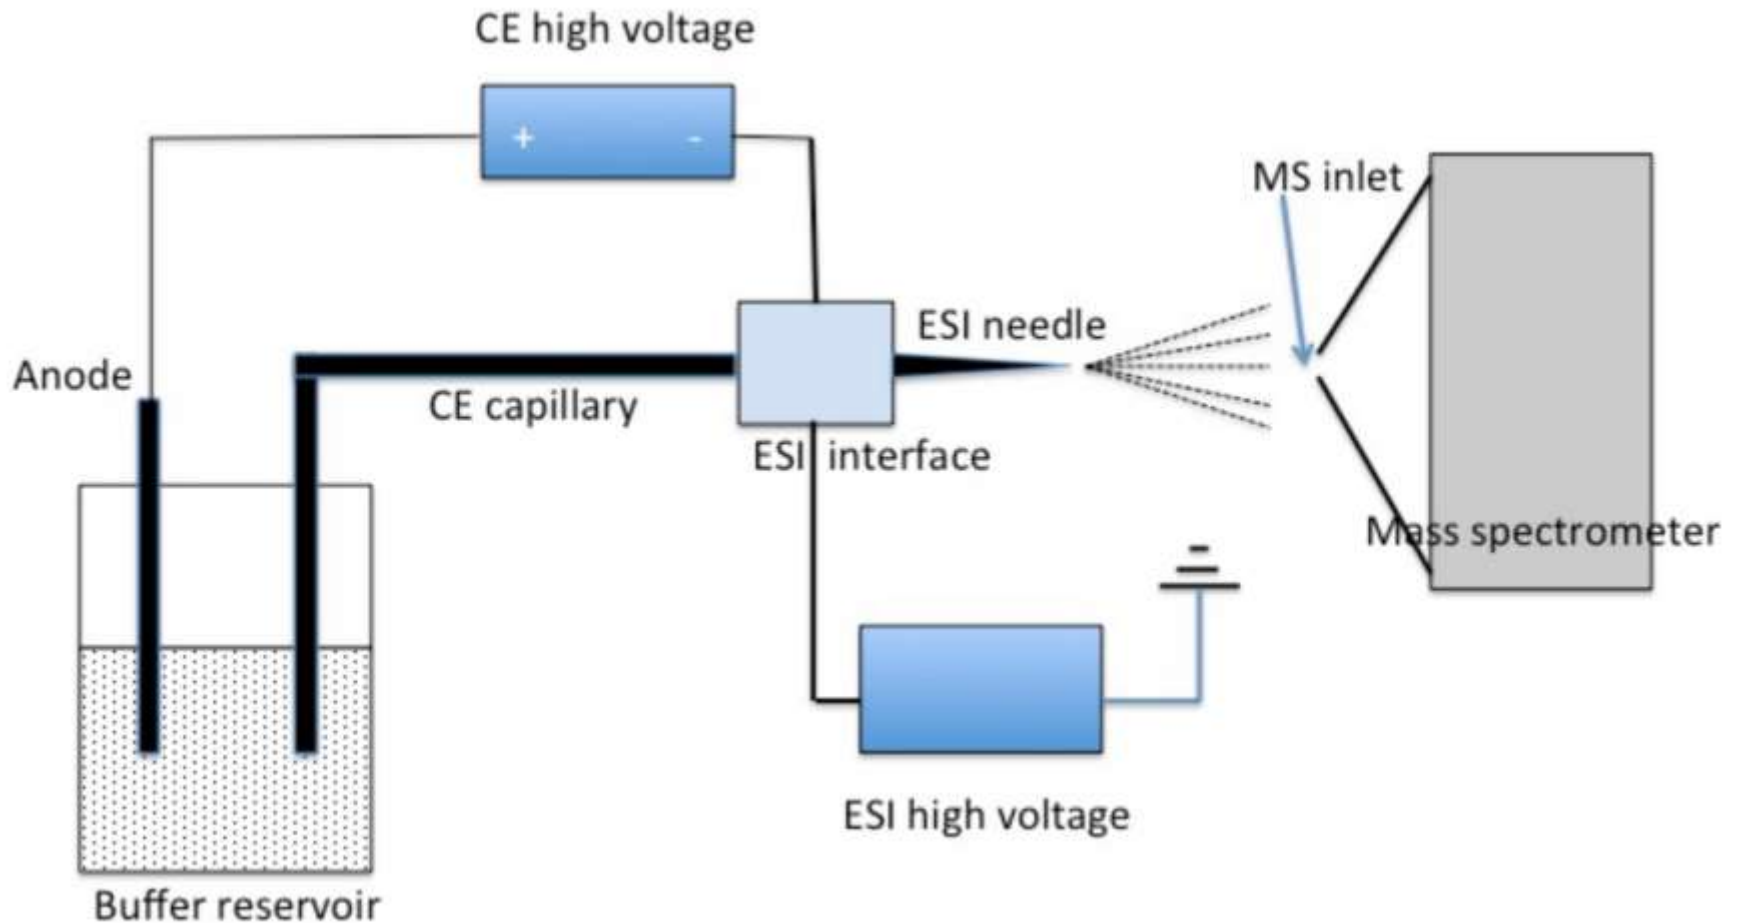 CE high voltage
+ -
MS inlet
ESI needle
Anode
CE capillary
ESI interface
Mass spectrometer
ESI high voltage
Buffer reservoir